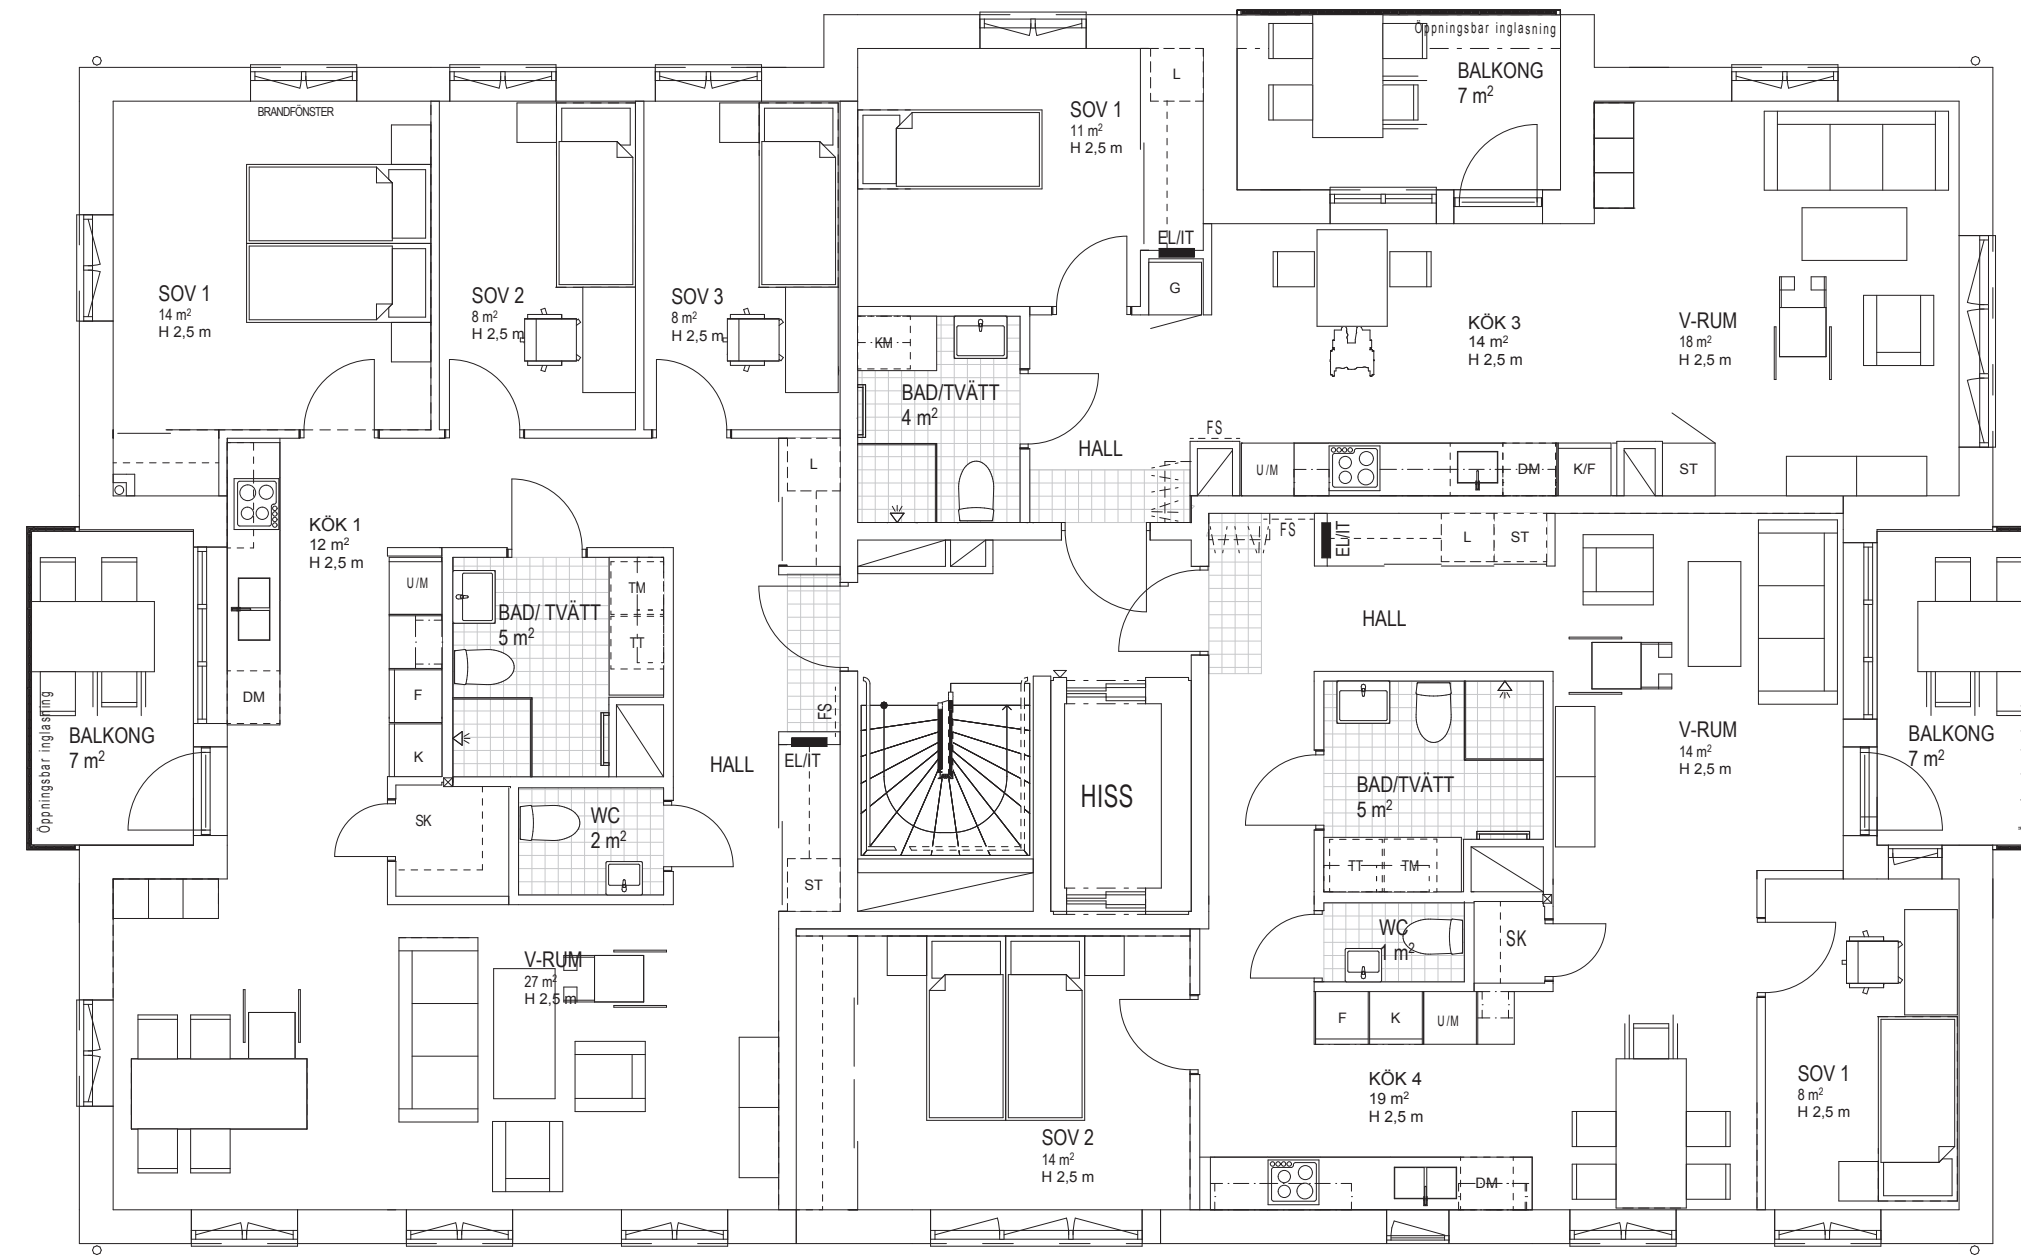 BRANDFÖNSTER
SOV 1
14 m²
H 2,5 m
SOV 2
8 m²
H 2,5 m
SOV 3
8 m²
H 2,5 m
SOV 1
11 m²
H 2,5 m
L
EL/IT
G
Öppningsbar inglasning
BALKONG
7 m²
KÖK 3
14 m²
H 2,5 m
V-RUM
18 m²
H 2,5 m
KM
BAD/TVÄTT
4 m²
HALL
FS
U/M
DM
K/F
ST
L
KÖK 1
12 m²
H 2,5 m
U/M
F
K
DM
BAD/ TVÄTT
5 m²
TM
TT
BALKONG
7 m²
Öppningsbar inglasning
HALL
FS
EL/IT
SK
WC
2 m²
ST
V-RUM
27 m²
H 2,5 m
HISS
FS
EL/IT
L
ST
HALL
V-RUM
14 m²
H 2,5 m
BALKONG
7 m²
BAD/TVÄTT
5 m²
TT
TM
WC
1 m²
SK
F
K
U/M
KÖK 4
19 m²
H 2,5 m
DM
SOV 2
14 m²
H 2,5 m
SOV 1
8 m²
H 2,5 m